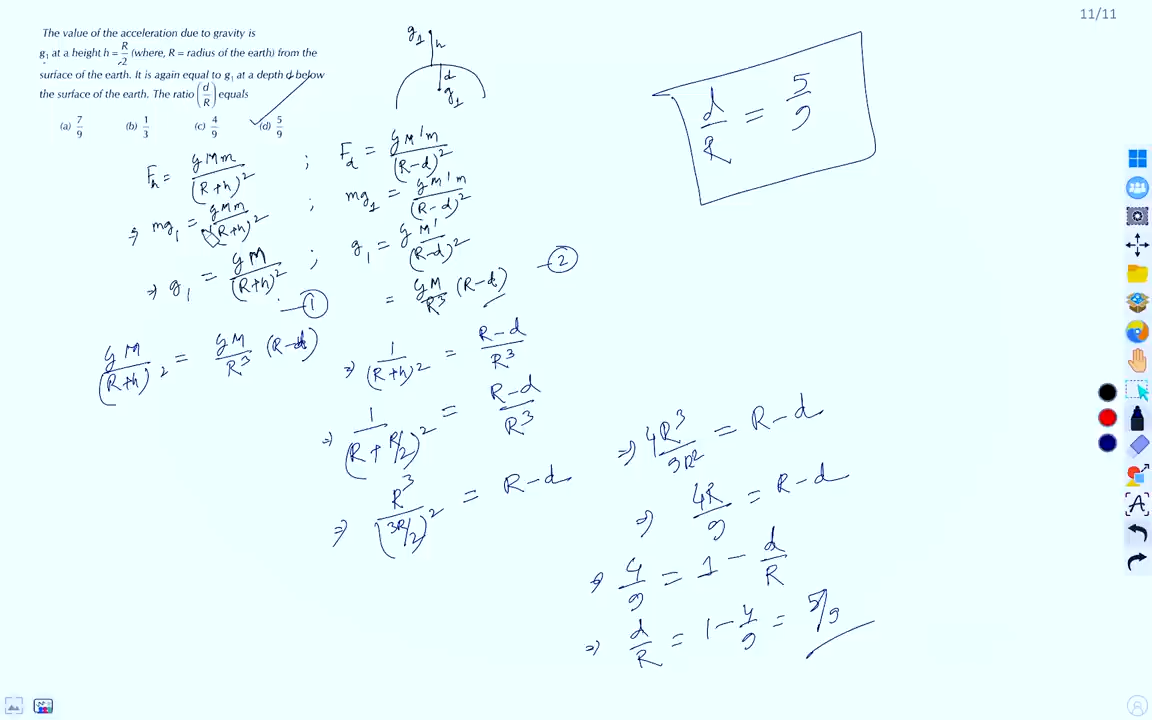 11/11
The value of the acceleration due to gravity is
g₁ at a height h = R/2 (where, R = radius of the earth) from the
surface of the earth. It is again equal to g₁ at a depth d below
the surface of the earth. The ratio (d/R) equals
(a) 7/9 (b) 1/3 (c) 4/9 (d) 5/9
g₁ h
d
g₁
d/R = 5/9
F_h = GMm/(R+h)² ; F_d = GM'm/(R-d)²
⇒ mg₁ = GMm/(R+h)² ; mg₁ = GM'm/(R-d)²
⇒ g₁ = GM/(R+h)² — ① ; g₁ = GM'/(R-d)²
= GM/R³ (R-d) — ②
GM/(R+h)² = GM/R³ (R-d)
⇒ 1/(R+h)² = R-d/R³
⇒ 1/(R+R/2)² = R-d/R³
⇒ R³/(3R/2)² = R-d
⇒ 4R³/9R² = R-d
⇒ 4R/9 = R-d
⇒ 4/9 = 1 - d/R
⇒ d/R = 1 - 4/9 = 5/9
A